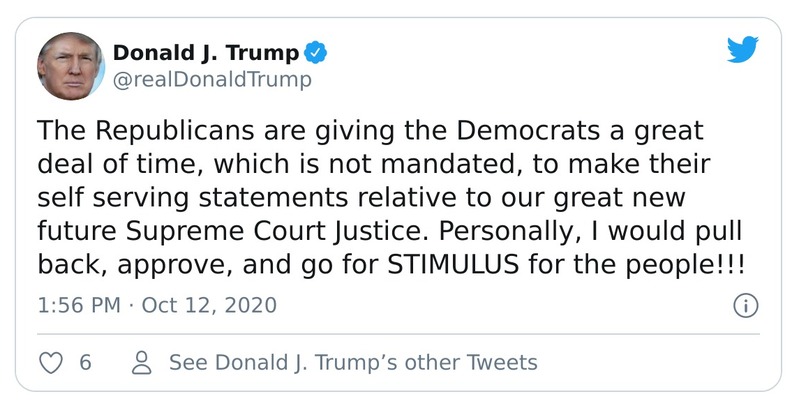 Donald J. Trump
@realDonaldTrump
The Republicans are giving the Democrats a great
deal of time, which is not mandated, to make their
self serving statements relative to our great new
future Supreme Court Justice. Personally, I would pull
back, approve, and go for STIMULUS for the people!!!
1:56 PM · Oct 12, 2020
6 See Donald J. Trump’s other Tweets